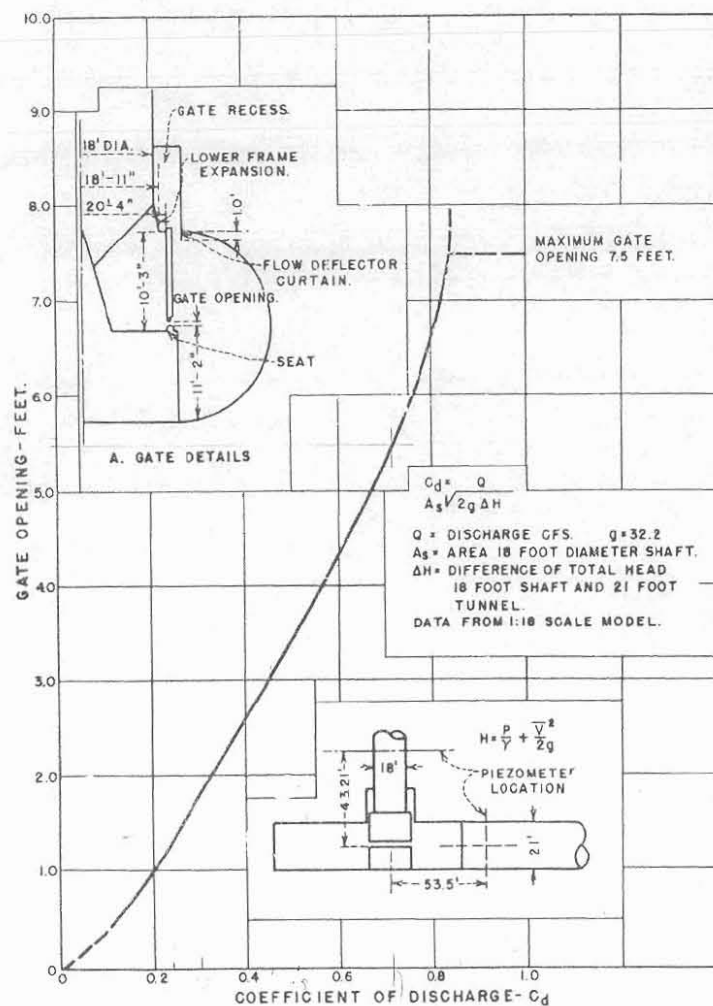 9.0
GATE RECESS.
18' DIA.
LOWER FRAME
EXPANSION.
18'-11"
20'-4"
1.0'
8.0
MAXIMUM GATE
OPENING 7.5 FEET.
FLOW DEFLECTOR
CURTAIN.
10'-3"
GATE OPENING.
7.0
SEAT
11'-2"
6.0
A. GATE DETAILS
5.0
Cd = Q
As√2g ΔH
Q = DISCHARGE CFS. g=32.2
As= AREA 18 FOOT DIAMETER SHAFT.
ΔH= DIFFERENCE OF TOTAL HEAD
18 FOOT SHAFT AND 21 FOOT
TUNNEL.
DATA FROM 1:18 SCALE MODEL.
GATE OPENING-FEET.
4.0
3.0
H = P/γ + V̅²/2g
18'
PIEZOMETER
LOCATION
43.21'
2.0
21'
53.5'
1.0
0
0 0.2 0.4 0.6 0.8 1.0
COEFFICIENT OF DISCHARGE-Cd